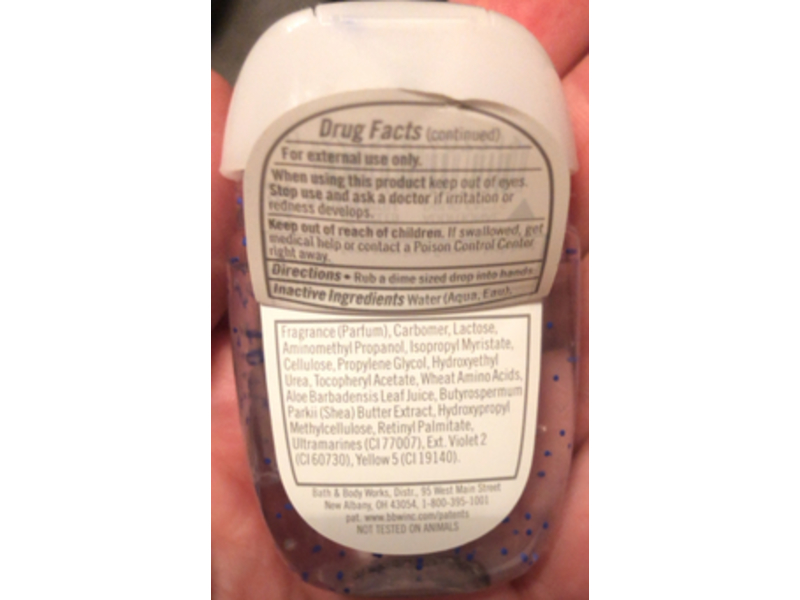 Drug Facts (continued)
For external use only.
When using this product keep out of eyes.
Stop use and ask a doctor if irritation or
redness develops.
Keep out of reach of children. If swallowed, get
medical help or contact a Poison Control Center
right away.
Directions • Rub a dime sized drop into hands.
Inactive Ingredients Water (Aqua, Eau),
Fragrance (Parfum), Carbomer, Lactose,
Aminomethyl Propanol, Isopropyl Myristate,
Cellulose, Propylene Glycol, Hydroxyethyl
Urea, Tocopheryl Acetate, Wheat Amino Acids,
Aloe Barbadensis Leaf Juice, Butyrospermum
Parkii (Shea) Butter Extract, Hydroxypropyl
Methylcellulose, Retinyl Palmitate,
Ultramarines (CI 77007), Ext. Violet 2
(CI 60730), Yellow 5 (CI 19140).
Bath & Body Works, Distr., 95 West Main Street
New Albany, OH 43054, 1-800-395-1001
pat. www.bbwinc.com/patents
NOT TESTED ON ANIMALS